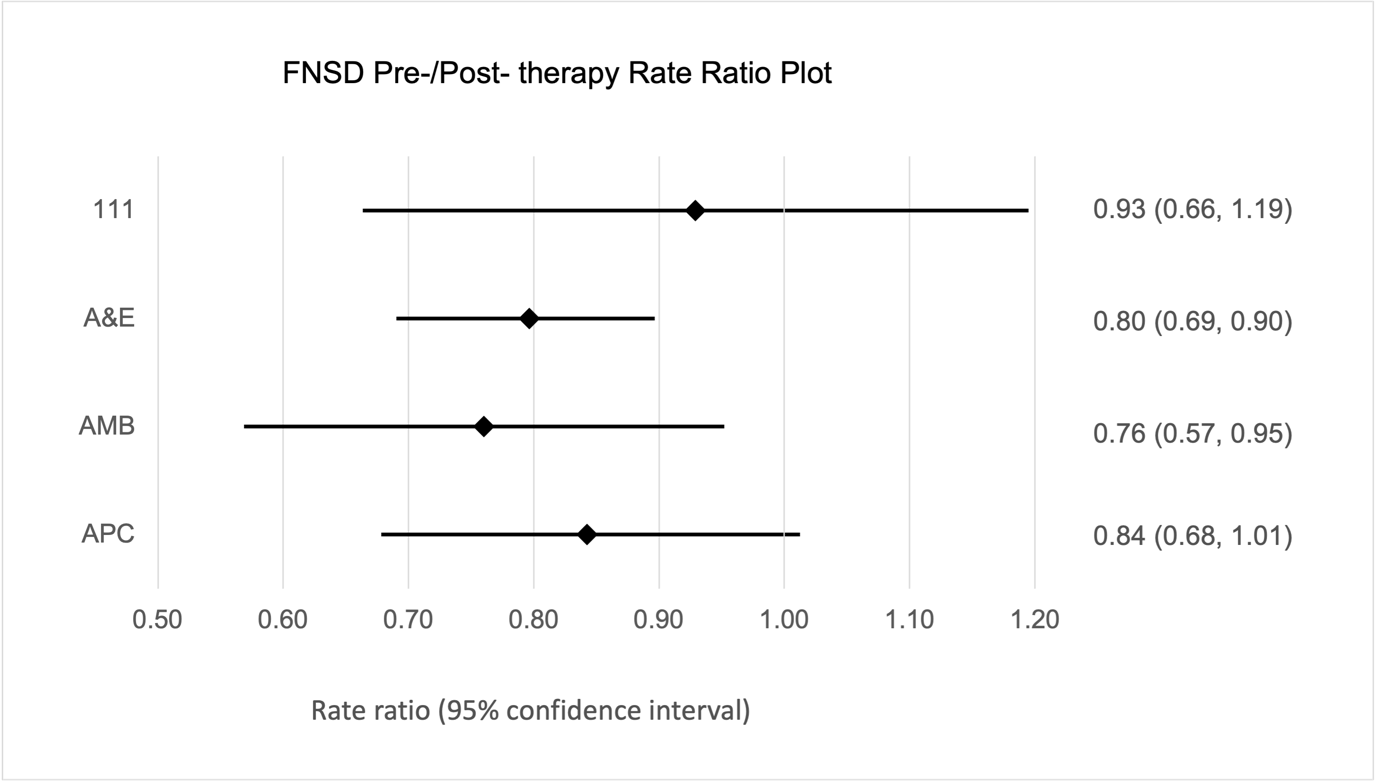 FNSD Pre-/Post- therapy Rate Ratio Plot
111 0.93 (0.66, 1.19)
A&E 0.80 (0.69, 0.90)
AMB 0.76 (0.57, 0.95)
APC 0.84 (0.68, 1.01)
0.50 0.60 0.70 0.80 0.90 1.00 1.10 1.20
Rate ratio (95% confidence interval)